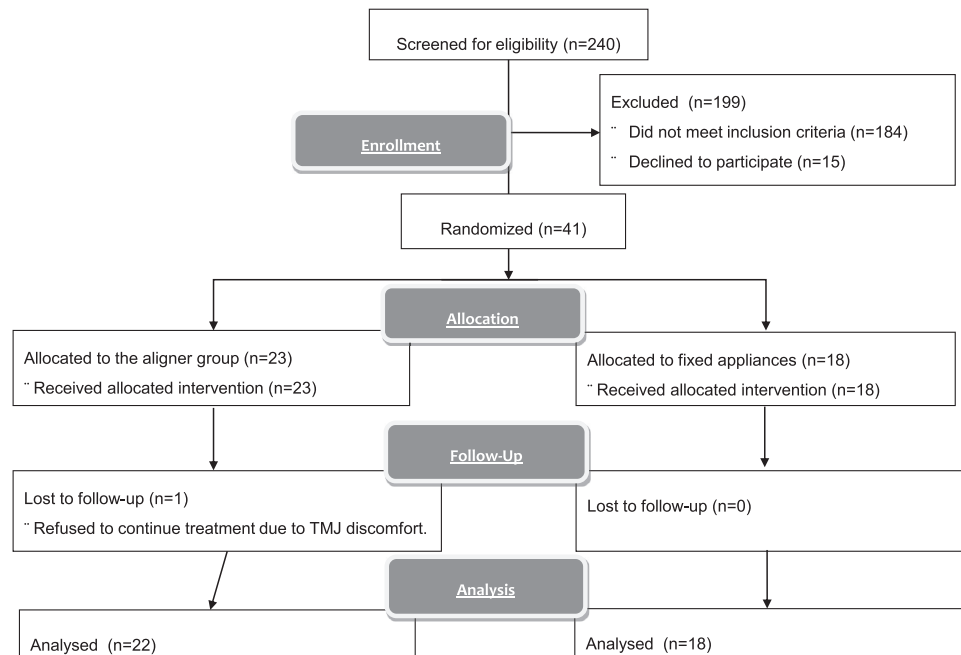 Screened for eligibility (n=240)
Excluded (n=199)
¨ Did not meet inclusion criteria (n=184)
¨ Declined to participate (n=15)
Enrollment
Randomized (n=41)
Allocation
Allocated to the aligner group (n=23)
¨ Received allocated intervention (n=23)
Allocated to fixed appliances (n=18)
¨ Received allocated intervention (n=18)
Follow-Up
Lost to follow-up (n=1)
¨ Refused to continue treatment due to TMJ discomfort.
Lost to follow-up (n=0)
Analysis
Analysed (n=22)
Analysed (n=18)